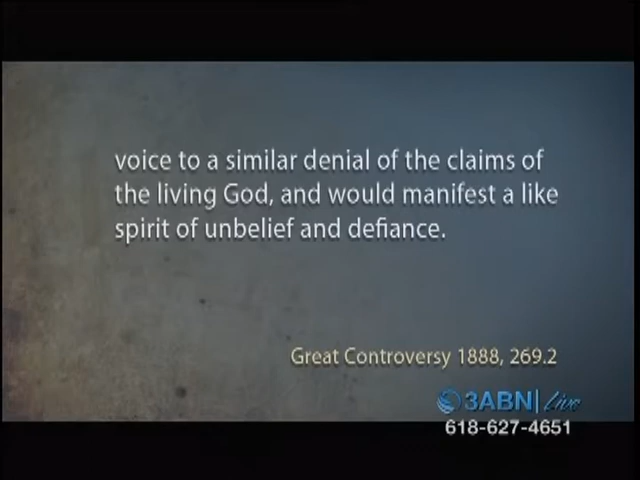 voice to a similar denial of the claims of
the living God, and would manifest a like
spirit of unbelief and defiance.
Great Controversy 1888, 269.2
3ABN| Live
618-627-4651